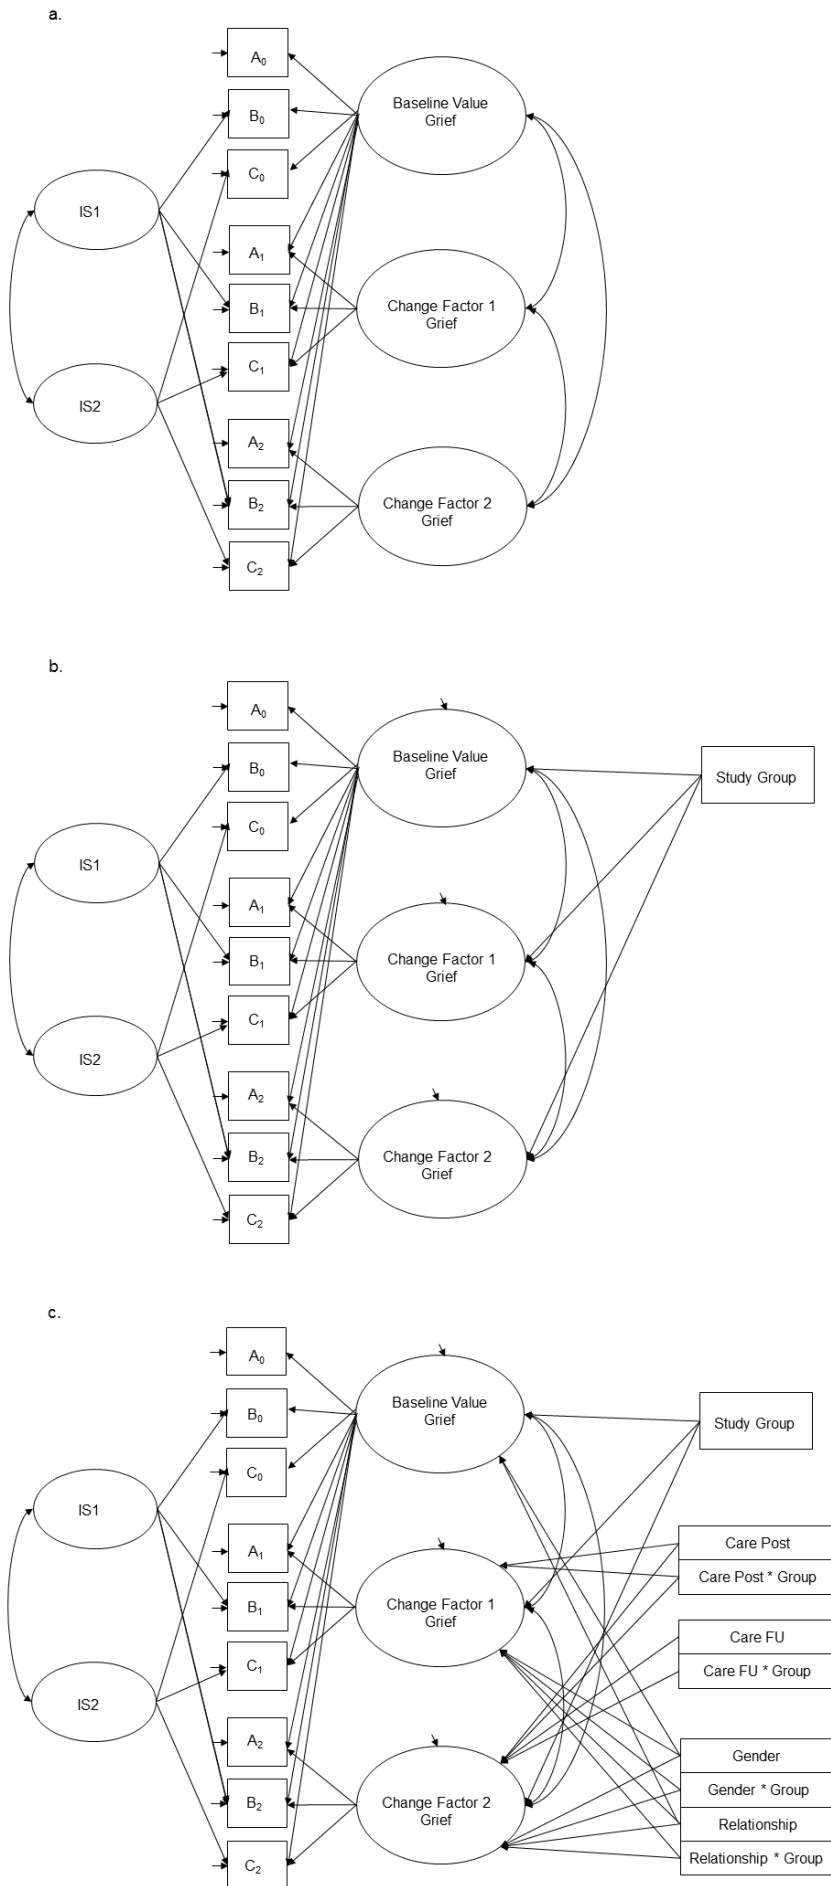 a.
A₀
Baseline Value
Grief
B₀
C₀
IS1
A₁
B₁
Change Factor 1
Grief
C₁
IS2
A₂
B₂
Change Factor 2
Grief
C₂
b.
A₀
Baseline Value
Grief
B₀
Study Group
C₀
IS1
A₁
B₁
Change Factor 1
Grief
C₁
IS2
A₂
B₂
Change Factor 2
Grief
C₂
c.
A₀
Baseline Value
Grief
B₀
Study Group
C₀
IS1
A₁
Care Post
Care Post * Group
B₁
Change Factor 1
Grief
Care FU
C₁
Care FU * Group
IS2
A₂
Gender
Gender * Group
B₂
Change Factor 2
Grief
Relationship
C₂
Relationship * Group